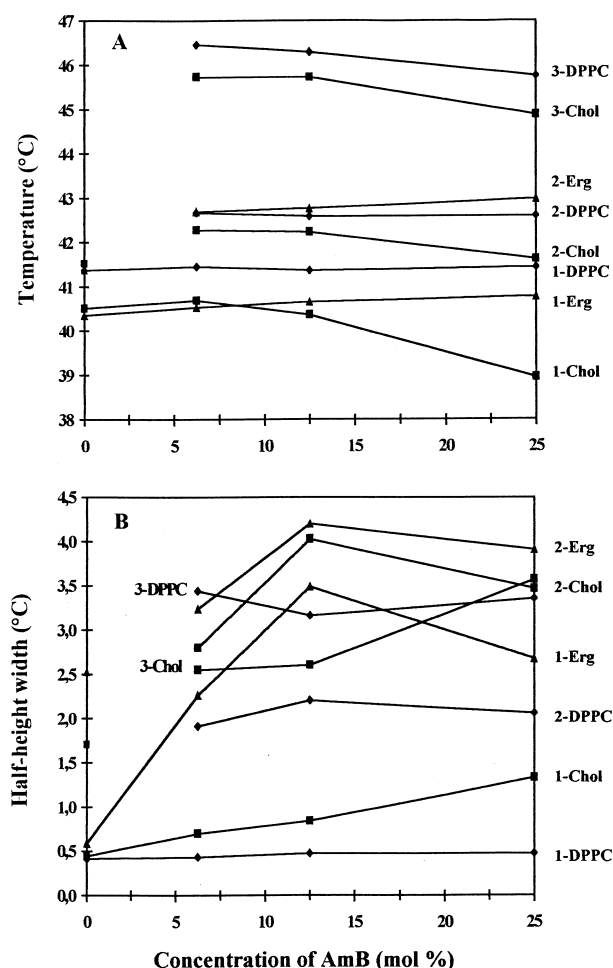 47
A
46
3-DPPC
45
3-Chol
44
43
2-Erg
2-DPPC
42
2-Chol
1-DPPC
41
1-Erg
40
39
1-Chol
38
Temperature (°C)
0 5 10 15 20 25
4,5
B
4,0
2-Erg
3,5
3-DPPC
2-Chol
3,0
3-Chol
1-Erg
2,5
2,0
2-DPPC
1,5
1-Chol
1,0
0,5
1-DPPC
0,0
Half-height width (°C)
0 5 10 15 20 25
Concentration of AmB (mol %)